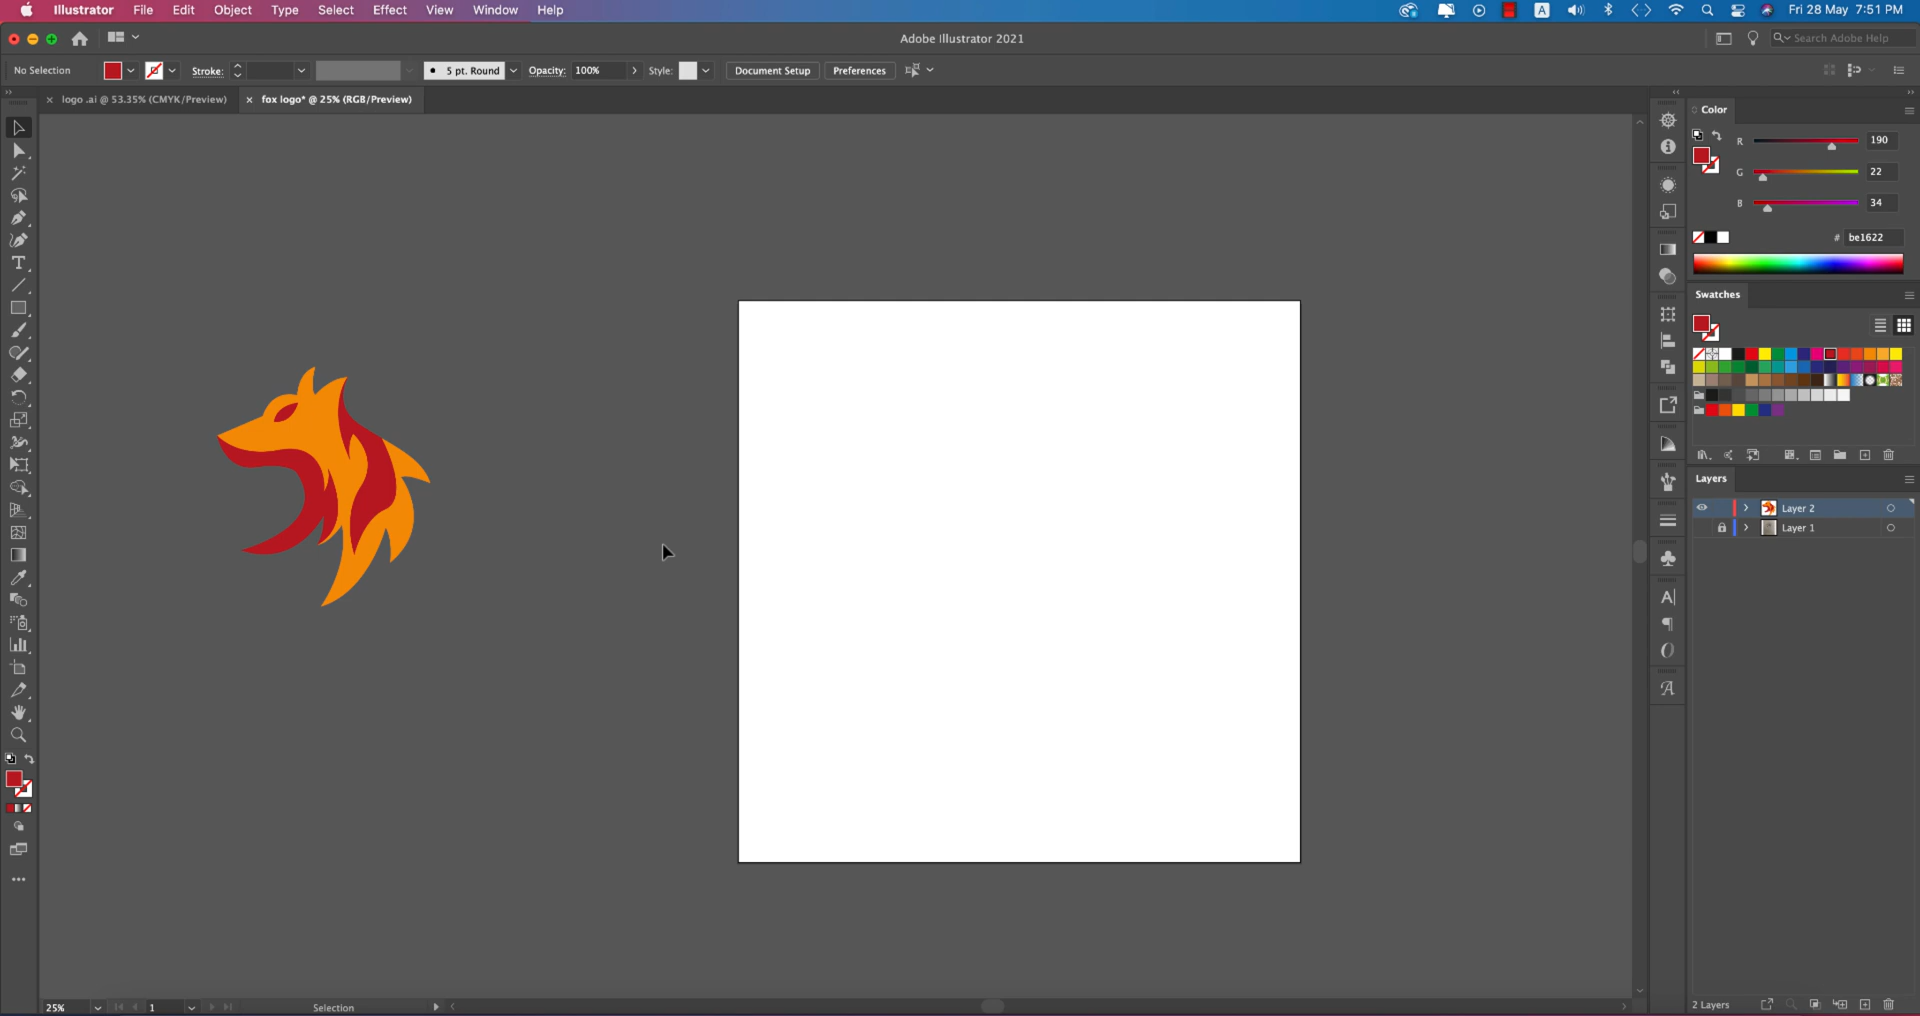 Illustrator File Edit Object Type Select Effect View Window Help
A Fri 28 May 7:51 PM
Adobe Illustrator 2021
Search Adobe Help
No Selection Stroke: 5 pt. Round Opacity: 100% Style: Document Setup Preferences
logo .ai @ 53.35% (CMYK/Preview) fox logo* @ 25% (RGB/Preview)
Color
R 190
G 22
B 34
# be1622
Swatches
Layers
Layer 2
Layer 1
25% 1 Selection
2 Layers